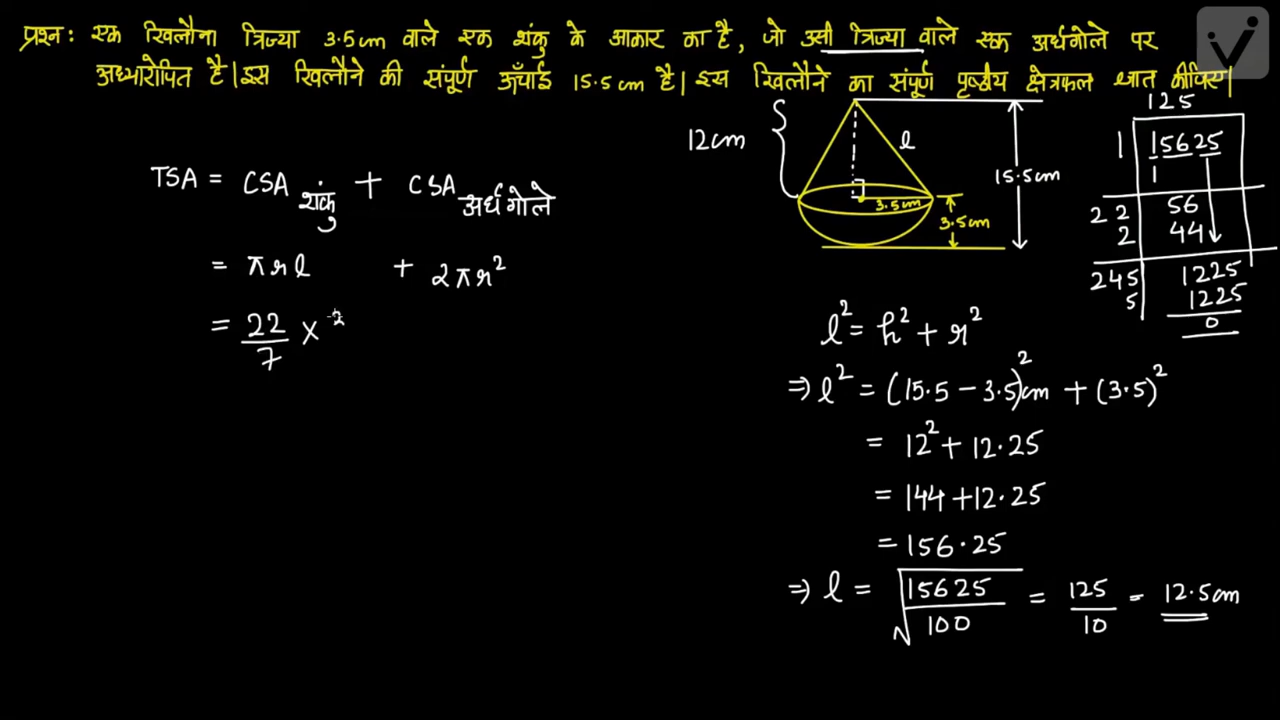 प्रश्न: एक खिलौना त्रिज्या 3.5cm वाले एक शंकु के आकार का है, जो उसी त्रिज्या वाले एक अर्धगोले पर
अध्यारोपित है। इस खिलौने की संपूर्ण ऊँचाई 15.5cm है। इस खिलौने का संपूर्ण पृष्ठीय क्षेत्रफल ज्ञात कीजिए।
TSA = CSA शंकु + CSA अर्धगोले
= πrl + 2πr²
= 22/7 ×
12cm
l
3.5cm
3.5cm
15.5cm
125
1 15625
1
22 56
2 44
245 1225
5 1225
0
l² = h² + r²
⇒ l² = (15.5 – 3.5)²cm + (3.5)²
= 12² + 12.25
= 144 + 12.25
= 156.25
⇒ l = √15625/100 = 125/10 = 12.5cm